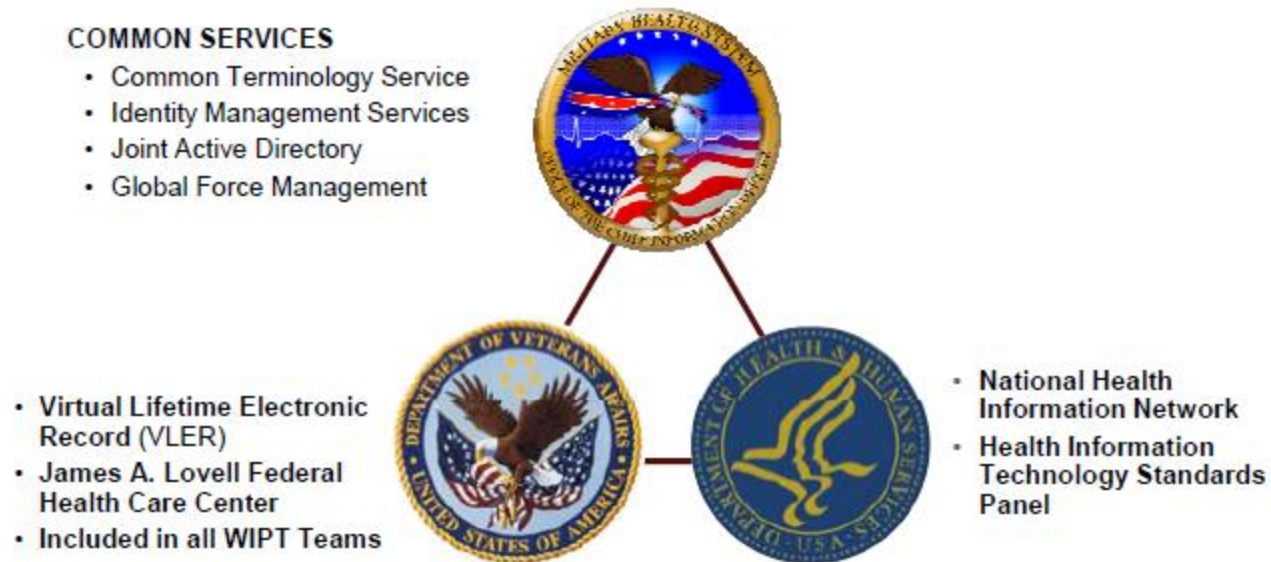 COMMON SERVICES
• Common Terminology Service
• Identity Management Services
• Joint Active Directory
• Global Force Management
MILITARY HEALTH SYSTEM
OFFICE OF THE CHIEF INFORMATION OFFICER
DEPARTMENT OF VETERANS AFFAIRS
UNITED STATES OF AMERICA
DEPARTMENT OF HEALTH & HUMAN SERVICES · USA
• Virtual Lifetime Electronic
Record (VLER)
• James A. Lovell Federal
Health Care Center
• Included in all WIPT Teams
• National Health
Information Network
• Health Information
Technology Standards
Panel